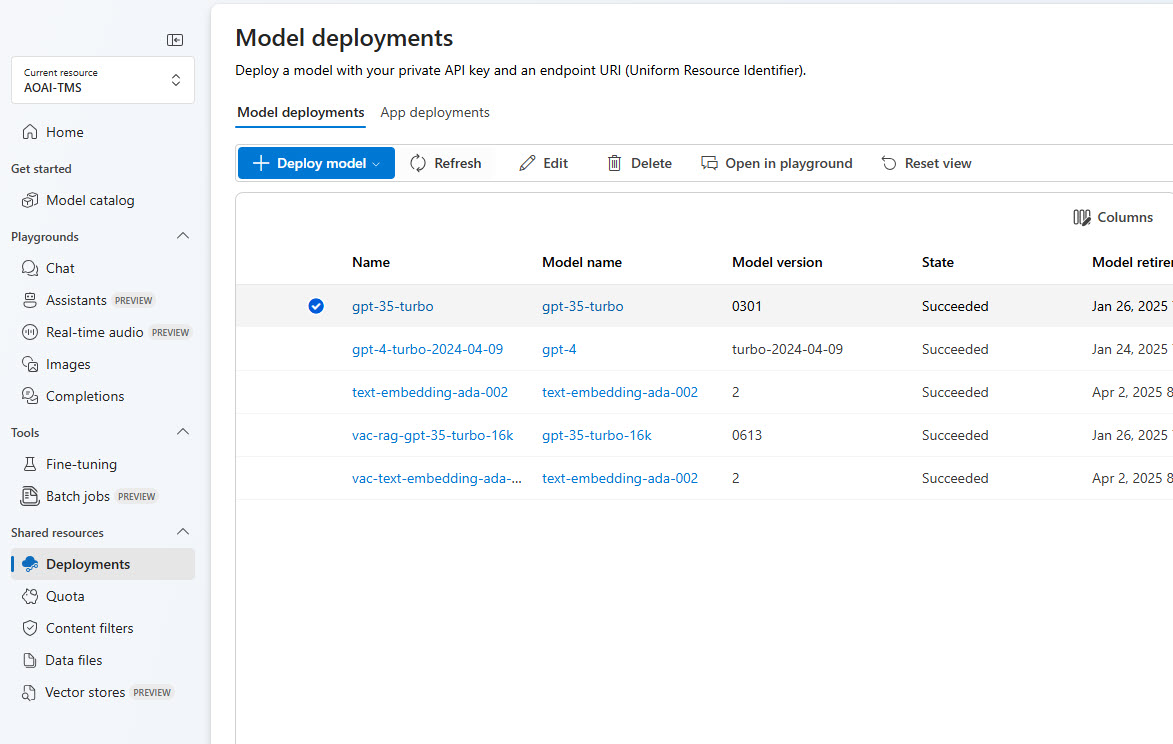 Current resource
AOAI-TMS
Home
Get started
Model catalog
Playgrounds
Chat
Assistants PREVIEW
Real-time audio PREVIEW
Images
Completions
Tools
Fine-tuning
Batch jobs PREVIEW
Shared resources
Deployments
Quota
Content filters
Data files
Vector stores PREVIEW
Model deployments
Deploy a model with your private API key and an endpoint URI (Uniform Resource Identifier).
Model deployments App deployments
Deploy model Refresh Edit Delete Open in playground Reset view
Columns
Name Model name Model version State Model
gpt-35-turbo gpt-35-turbo 0301 Succeeded Jan 26, 2025
gpt-4-turbo-2024-04-09 gpt-4 turbo-2024-04-09 Succeeded Jan 24, 2025
text-embedding-ada-002 text-embedding-ada-002 2 Succeeded Apr 2, 2025 8
vac-rag-gpt-35-turbo-16k gpt-35-turbo-16k 0613 Succeeded Jan 26, 2025
vac-text-embedding-ada-... text-embedding-ada-002 2 Succeeded Apr 2, 2025 8